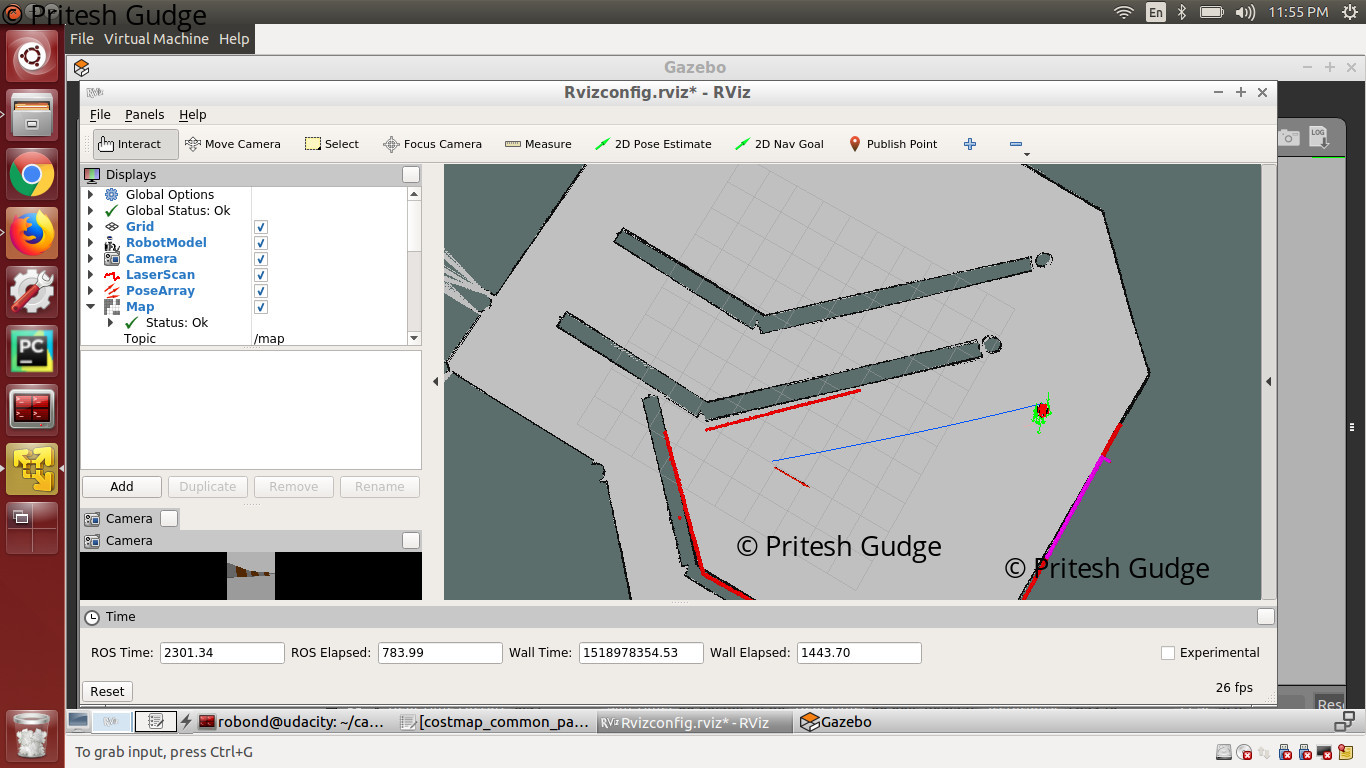 © Pritesh Gudge
En
11:55 PM
File Virtual Machine Help
Gazebo
RViz Rvizconfig.rviz* - RViz
File Panels Help
Interact Move Camera Select Focus Camera Measure 2D Pose Estimate 2D Nav Goal Publish Point
LOG
Displays
Global Options
Global Status: Ok
Grid
RobotModel
Camera
LaserScan
PoseArray
Map
Status: Ok
Topic /map
PC
Add Duplicate Remove Rename
Camera
Camera
© Pritesh Gudge
© Pritesh Gudge
Time
ROS Time: 2301.34 ROS Elapsed: 783.99 Wall Time: 1518978354.53 Wall Elapsed: 1443.70 Experimental
Reset
26 fps
robond@udacity: ~/ca... [costmap_common_pa... RViz Rvizconfig.rviz* - RViz Gazebo
To grab input, press Ctrl+G